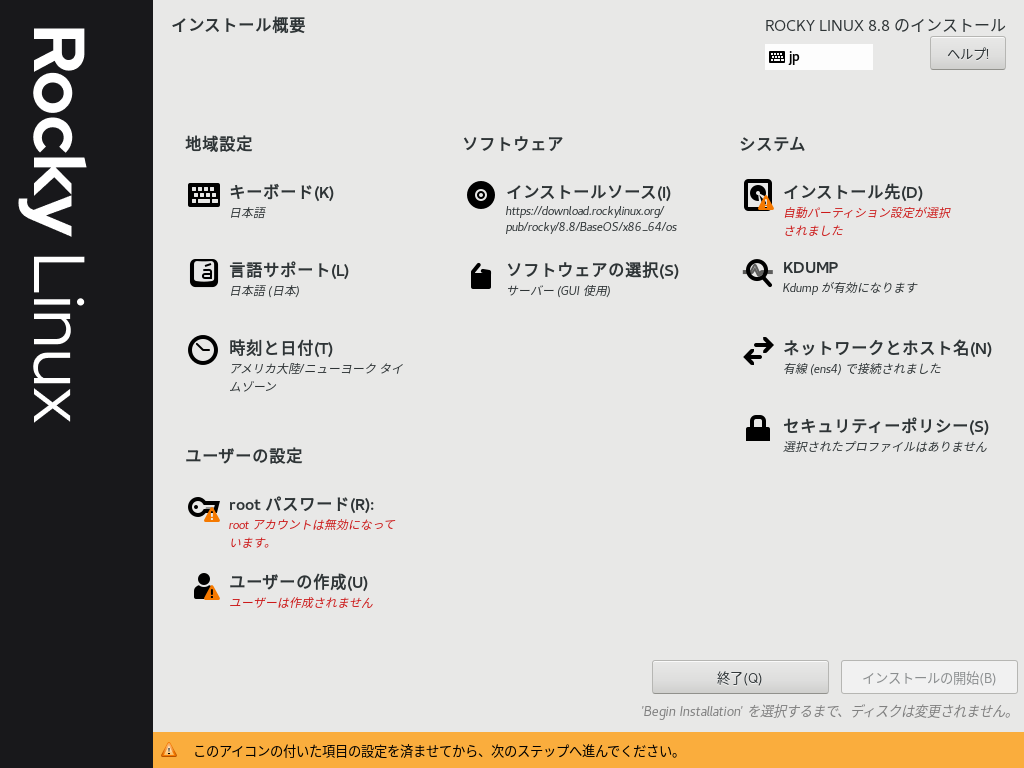 Rocky Linux
インストール概要
ROCKY LINUX 8.8 のインストール
jp
ヘルプ!
地域設定
キーボード(K)
日本語
言語サポート(L)
日本語 (日本)
時刻と日付(T)
アメリカ大陸/ニューヨーク タイ
ムゾーン
ユーザーの設定
root パスワード(R):
root アカウントは無効になって
います。
ユーザーの作成(U)
ユーザーは作成されません
ソフトウェア
インストールソース(I)
https://download.rockylinux.org/
pub/rocky/8.8/BaseOS/x86_64/os
ソフトウェアの選択(S)
サーバー (GUI 使用)
システム
インストール先(D)
自動パーティション設定が選択
されました
KDUMP
Kdump が有効になります
ネットワークとホスト名(N)
有線 (ens4) で接続されました
セキュリティーポリシー(S)
選択されたプロファイルはありません
終了(Q)
インストールの開始(B)
'Begin Installation' を選択するまで、ディスクは変更されません。
このアイコンの付いた項目の設定を済ませてから、次のステップへ進んでください。